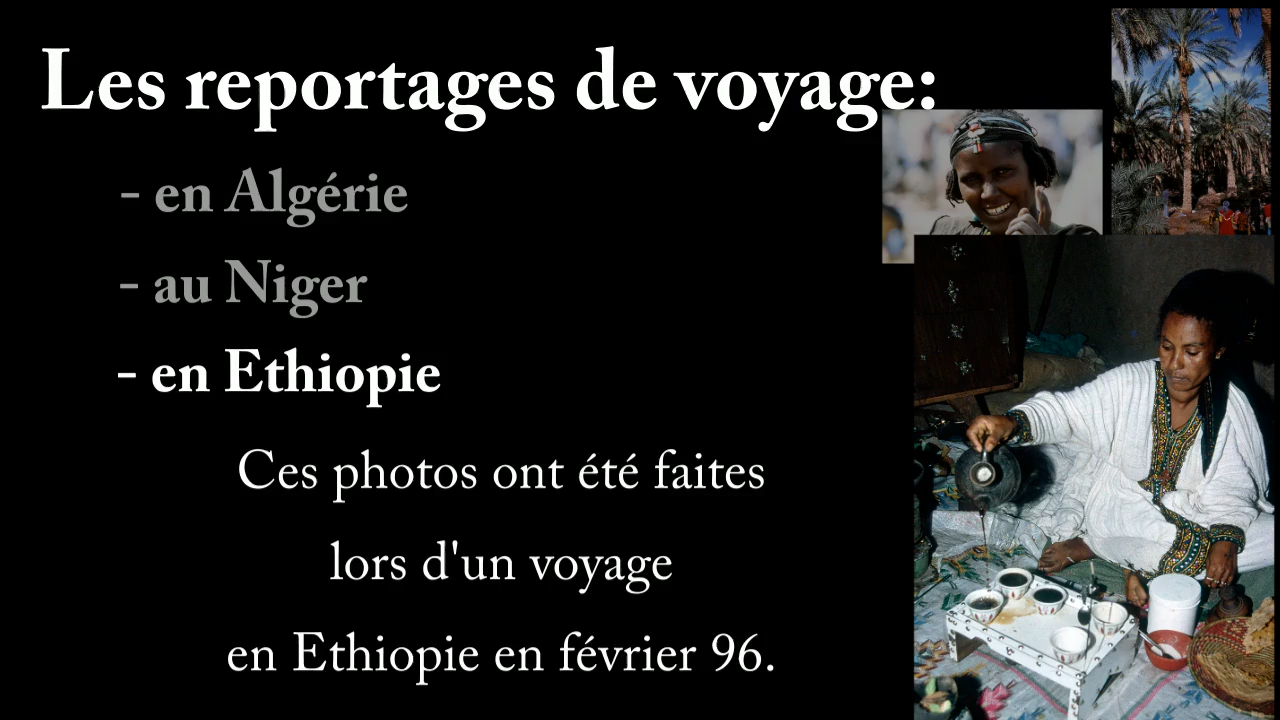 Les reportages de voyage:
- en Algérie
- au Niger
- en Ethiopie
Ces photos ont été faites
lors d'un voyage
en Ethiopie en février 96.